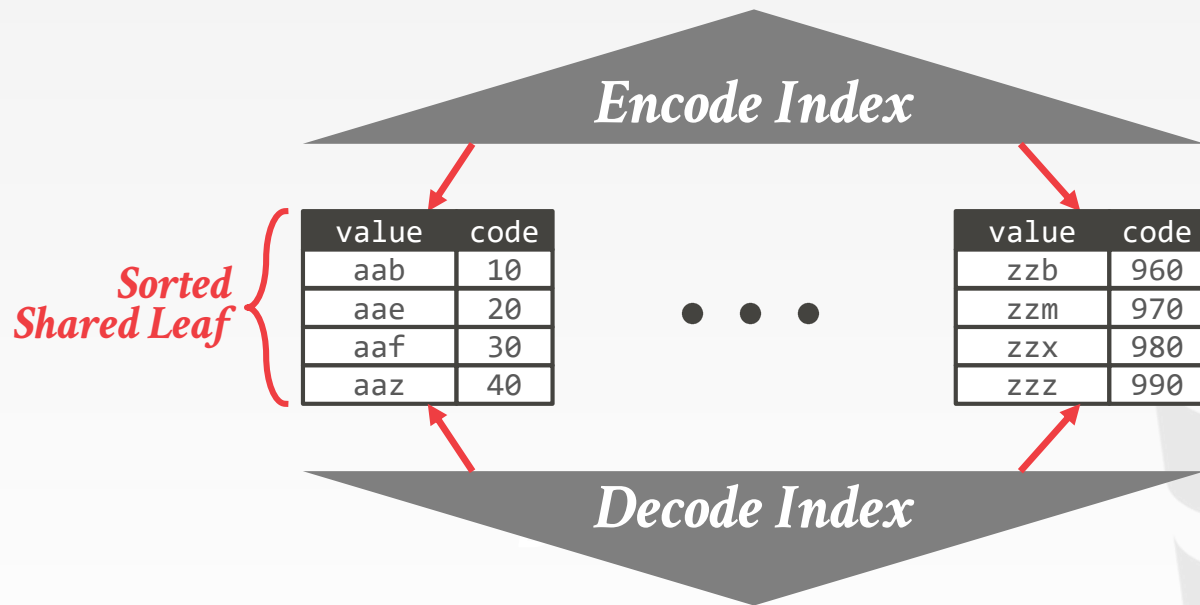 Encode Index
value code
aab 10
aae 20
aaf 30
aaz 40
Sorted
Shared Leaf
value code
zzb 960
zzm 970
zzx 980
zzz 990
Decode Index